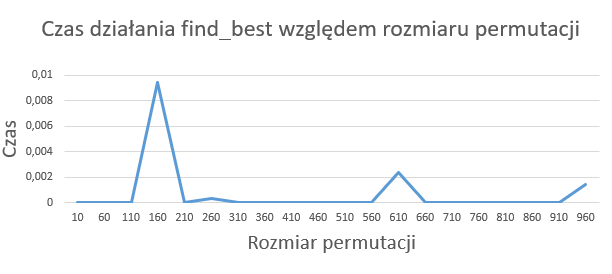 Czas działania find_best względem rozmiaru permutacji
0,01
0,008
0,006
0,004
0,002
0
Czas
10 60 110 160 210 260 310 360 410 460 510 560 610 660 710 760 810 860 910 960
Rozmiar permutacji